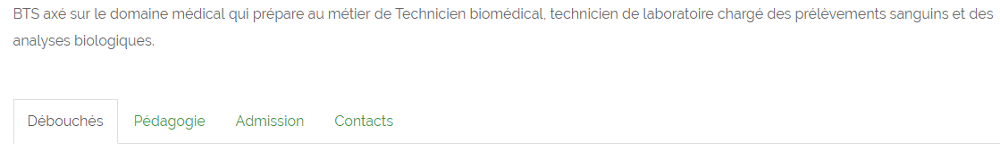 BTS axé sur le domaine médical qui prépare au métier de Technicien biomédical, technicien de laboratoire chargé des prélèvements sanguins et des
analyses biologiques.
Débouchés Pédagogie Admission Contacts